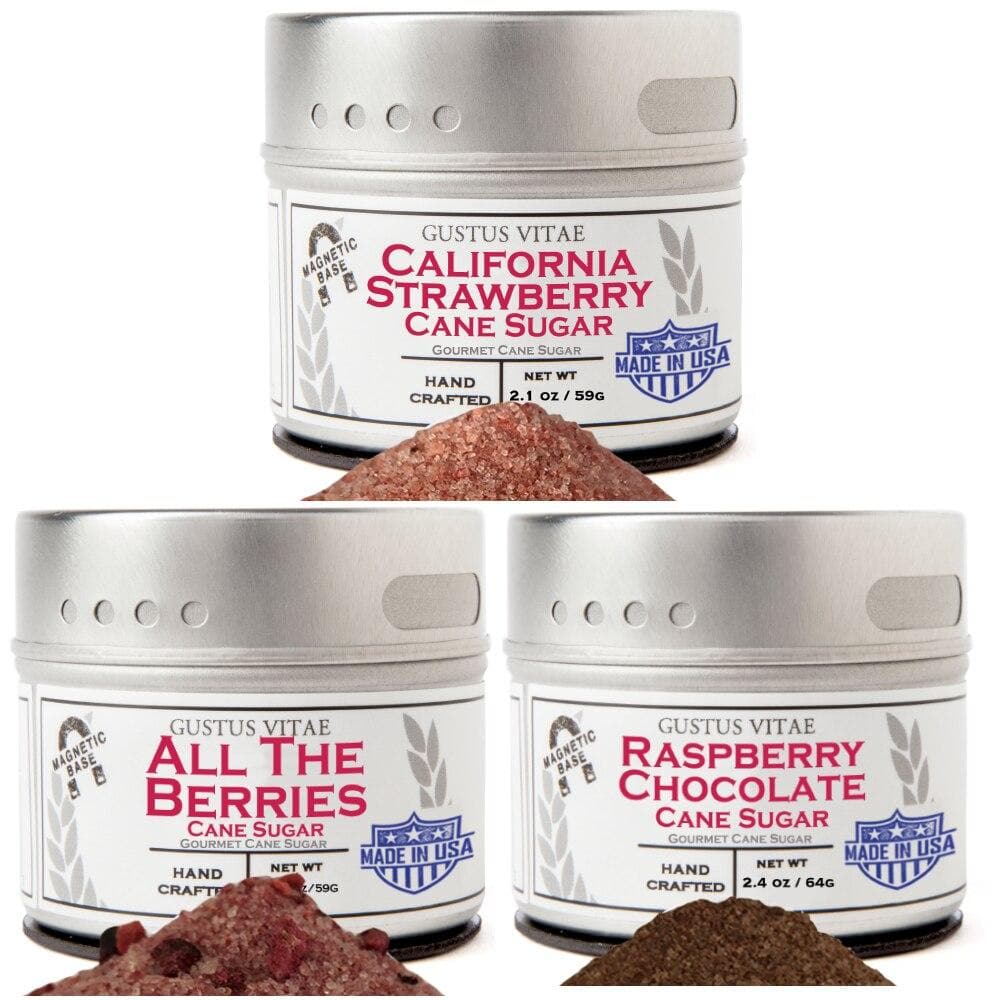 MAGNETIC
BASE
GUSTUS VITAE
CALIFORNIA
STRAWBERRY
CANE SUGAR
GOURMET CANE SUGAR
HAND
CRAFTED
NET WT
2.1 OZ / 59G
MADE IN USA
MAGNETIC
BASE
GUSTUS VITAE
ALL THE
BERRIES
CANE SUGAR
GOURMET CANE SUGAR
HAND
NET WT
/59G
MADE IN USA
MAGNETIC
BASE
GUSTUS VITAE
RASPBERRY
CHOCOLATE
CANE SUGAR
GOURMET CANE SUGAR
HAND
CRAFTED
NET WT
2.4 OZ / 64G
MADE IN USA